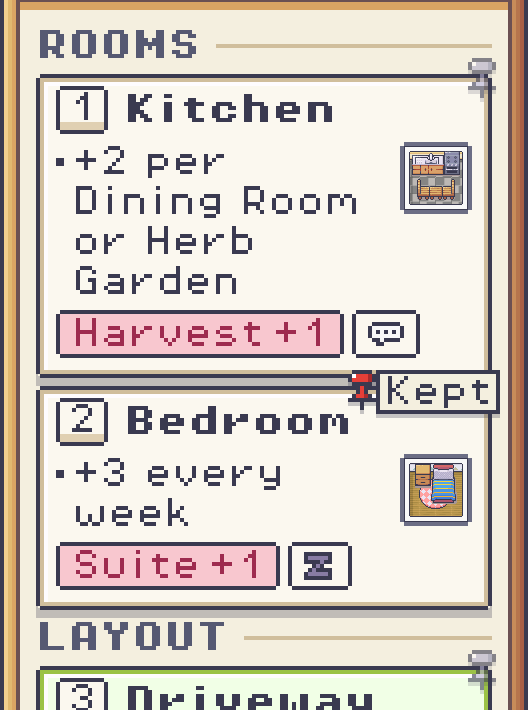 ROOMS
1 Kitchen
•+2 per
Dining Room
or Herb
Garden
Harvest +1
Kept
2 Bedroom
•+3 every
week
Suite +1 Z
LAYOUT
3 Driveway